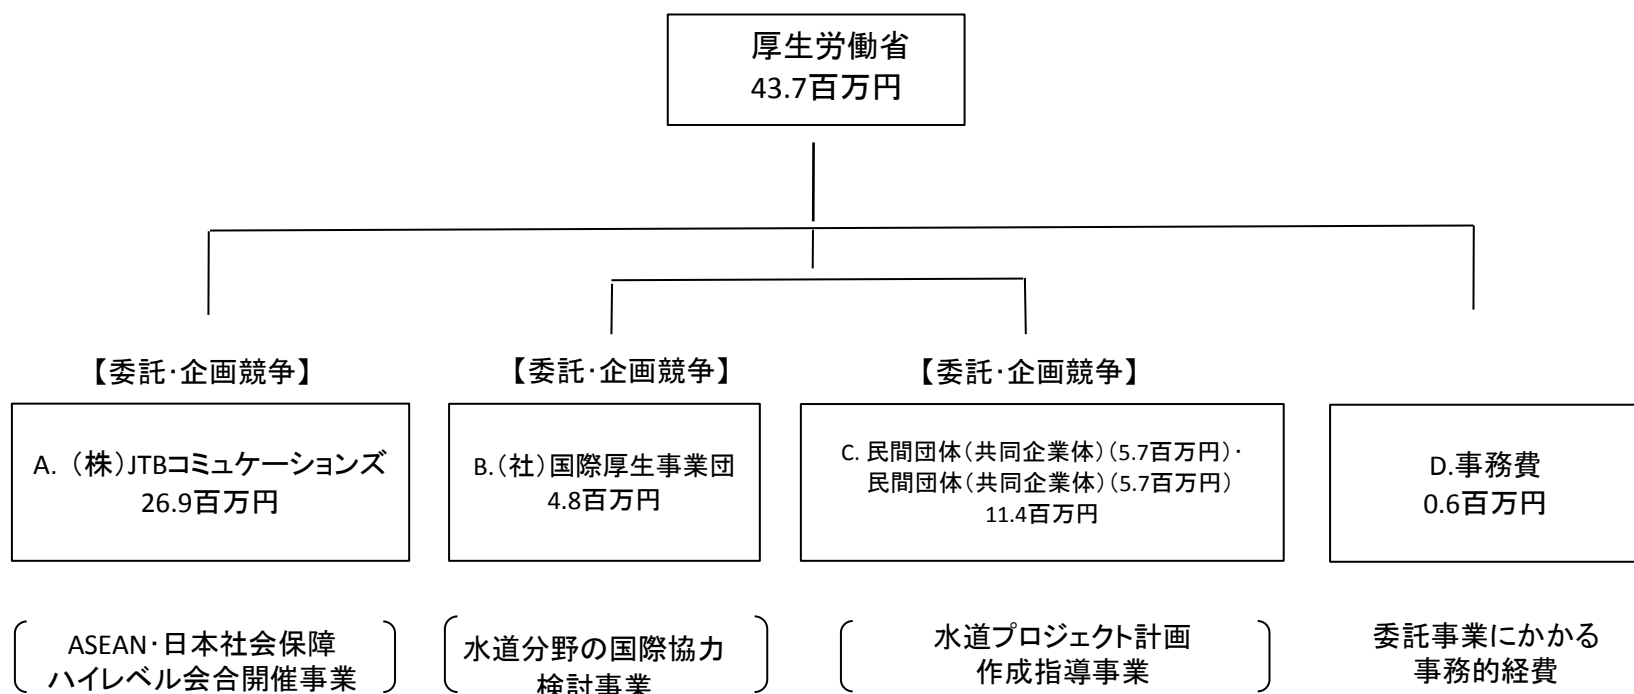 厚生労働省
43.7百万円
【委託・企画競争】
【委託・企画競争】
【委託・企画競争】
A. （株）JTBコミュケーションズ
26.9百万円
B.（社）国際厚生事業団
4.8百万円
C. 民間団体（共同企業体）（5.7百万円）・
民間団体（共同企業体）（5.7百万円）
11.4百万円
D.事務費
0.6百万円
ASEAN・日本社会保障
ハイレベル会合開催事業
水道分野の国際協力
検討事業
水道プロジェクト計画
作成指導事業
委託事業にかかる
事務的経費